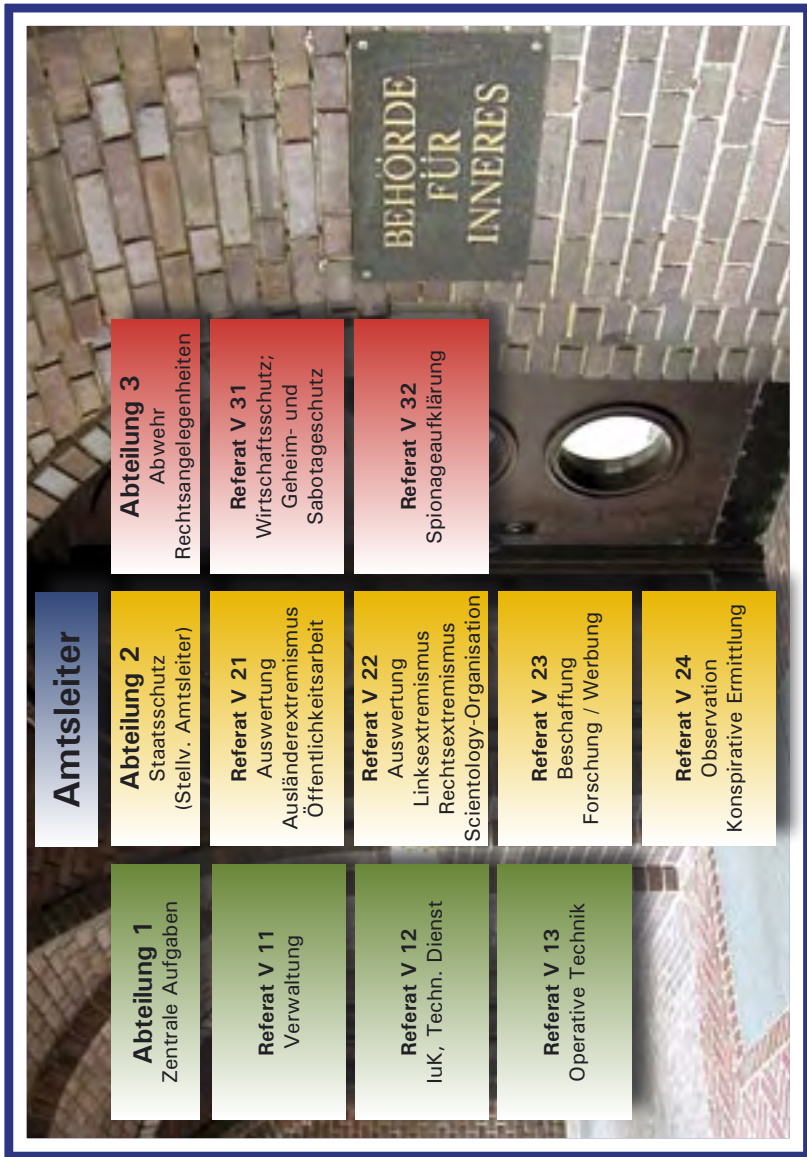 BEHÖRDE
FÜR
INNERES
Amtsleiter
Abteilung 1
Zentrale Aufgaben
Referat V 11
Verwaltung
Referat V 12
IuK, Techn. Dienst
Referat V 13
Operative Technik
Abteilung 2
Staatsschutz
(Stellv. Amtsleiter)
Referat V 21
Auswertung
Ausländerextremismus
Öffentlichkeitsarbeit
Referat V 22
Auswertung
Linksextremismus
Rechtsextremismus
Scientology-Organisation
Referat V 23
Beschaffung
Forschung / Werbung
Referat V 24
Observation
Konspirative Ermittlung
Abteilung 3
Abwehr
Rechtsangelegenheiten
Referat V 31
Wirtschaftsschutz;
Geheim- und
Sabotageschutz
Referat V 32
Spionageaufklärung